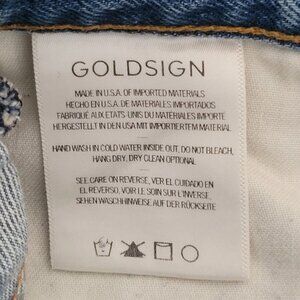 GOLDSIGN
MADE IN U.S.A. OF IMPORTED MATERIALS
HECHO EN U.S.A. DE MATERIALES IMPORTADOS
FABRIQUÉ AUX ETATS-UNIS DU MATÉRIEL IMPORTÉ
HERGESTELLT IN DEN USA MIT IMPORTIERTEM MATERIAL
HAND WASH IN COLD WATER INSIDE OUT, DO NOT BLEACH,
HANG DRY, DRY CLEAN OPTIONAL
SEE CARE ON REVERSE, VER EL CUIDADO EN
EL REVERSO, VOIR LE SOIN SUR L'INVERSE,
SIEHEN WASCHHINWEISE AUF DER RÜCKSEITE